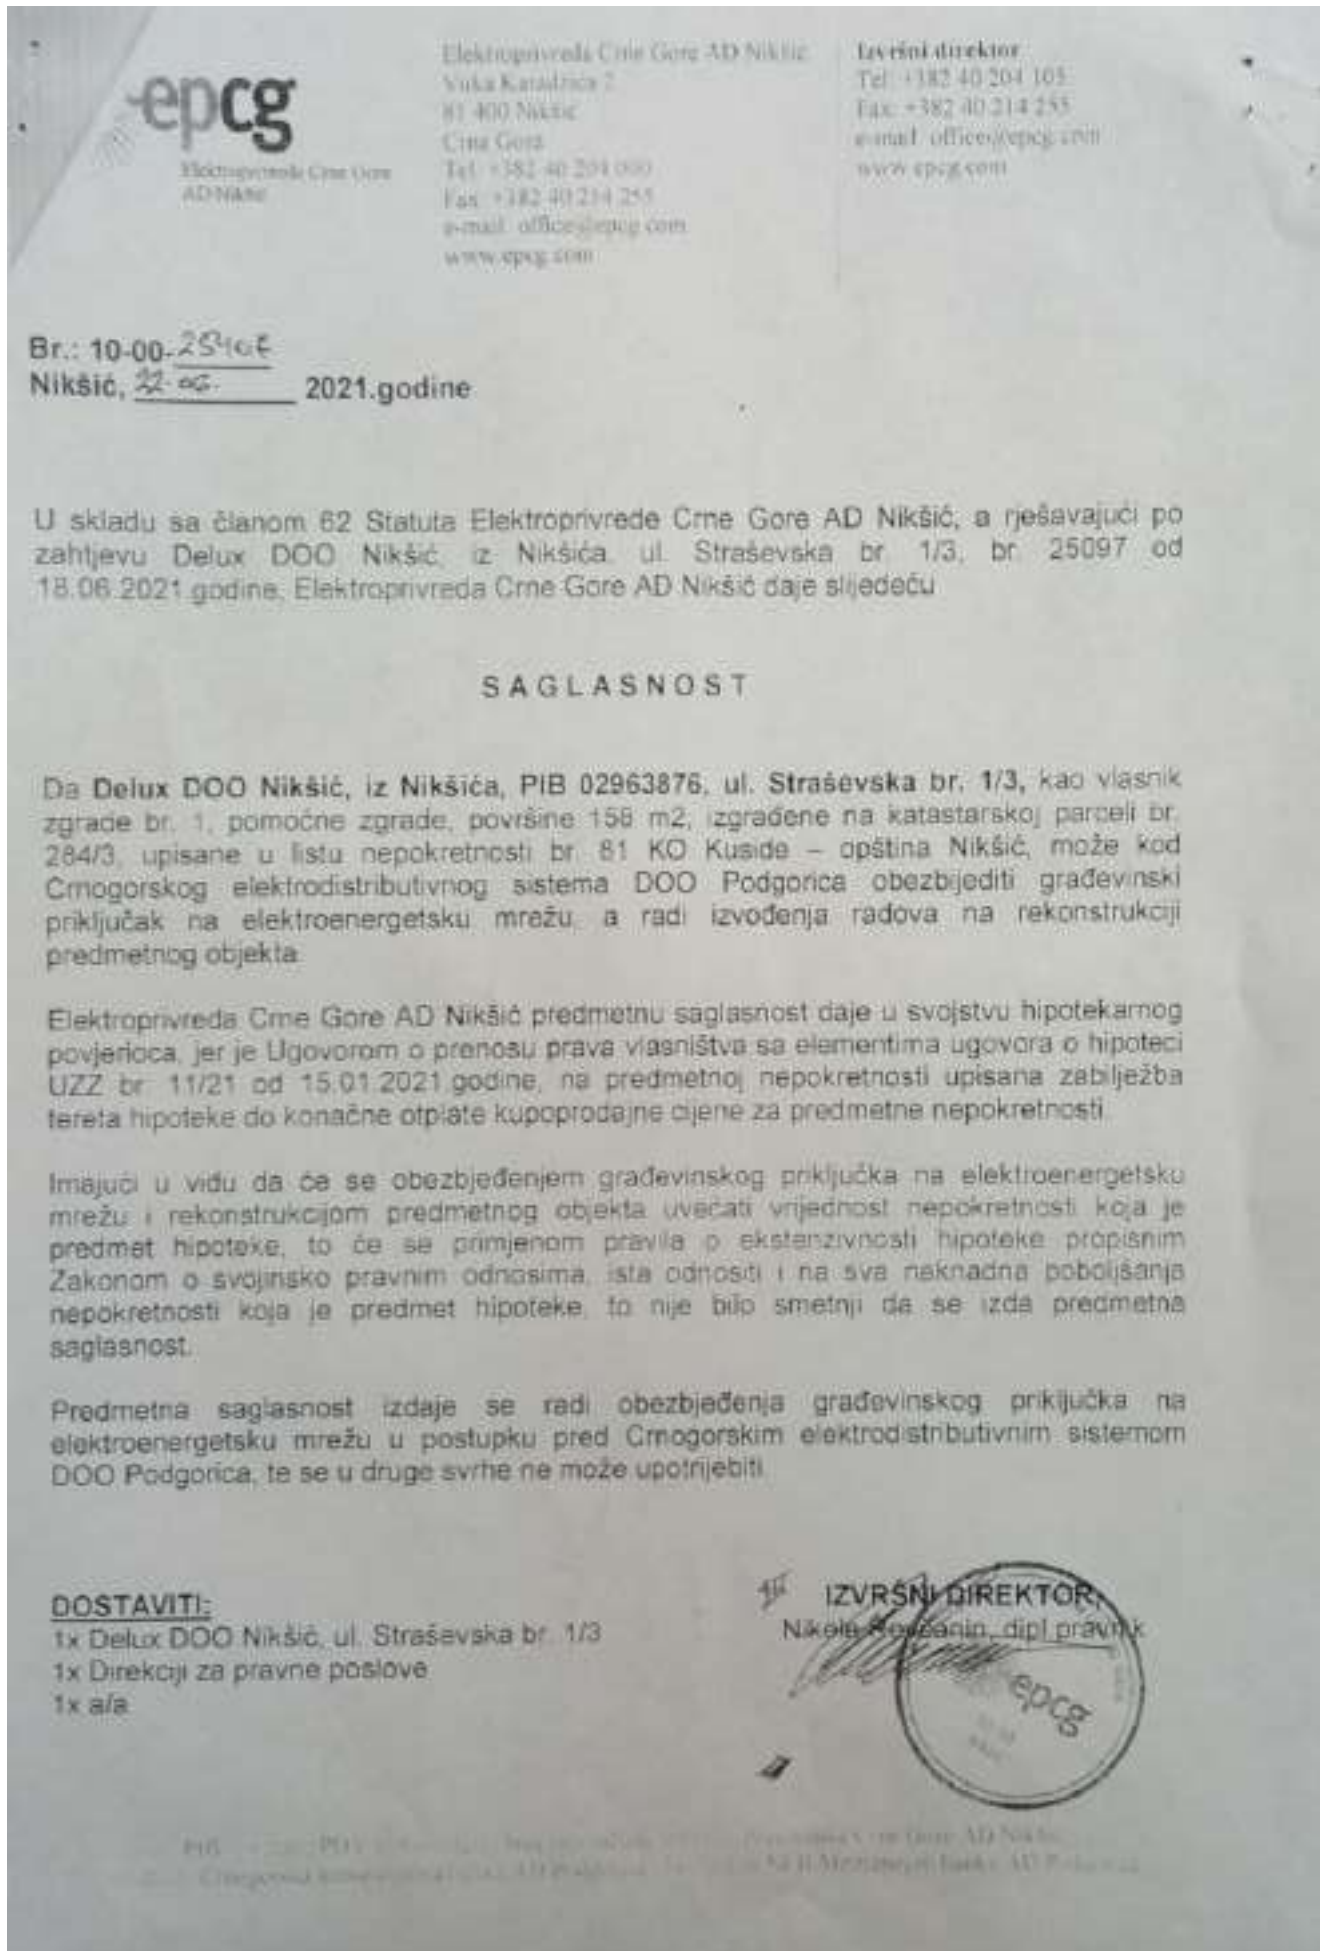 epcg
Elektroprivreda Crne Gore
AD Nikšić
Elektroprivreda Crne Gore AD Nikšić
Vuka Karadžića 2
81 400 Nikšić
Crna Gora
Tel: +382 40 204 000
Fax: +382 40 214 255
e-mail: office@epcg.com
www.epcg.com
Izvršni direktor
Tel: +382 40 204 103
Fax: +382 40 214 255
e-mail: office@epcg.com
www.epcg.com
Br.: 10-00-
Nikšić, 22.06. 2021.godine
U skladu sa članom 62 Statuta Elektroprivrede Crne Gore AD Nikšić, a rješavajući po
zahtjevu Delux DOO Nikšić, iz Nikšića, ul. Straševska br. 1/3, br. 25097 od
18.06.2021.godine, Elektroprivreda Crne Gore AD Nikšić daje slijedeću
SAGLASNOST
Da Delux DOO Nikšić, iz Nikšića, PIB 02963876, ul. Straševska br. 1/3, kao vlasnik
zgrade br. 1, pomoćne zgrade, površine 158 m2, izgrađene na katastarskoj parceli br.
284/3, upisane u listu nepokretnosti br. 81 KO Kuside – opština Nikšić, može kod
Crnogorskog elektrodistributivnog sistema DOO Podgorica obezbijediti građevinski
priključak na elektroenergetsku mrežu, a radi izvođenja radova na rekonstrukciji
predmetnog objekta.
Elektroprivreda Crne Gore AD Nikšić predmetnu saglasnost daje u svojstvu hipotekarnog
povjerioca, jer je Ugovorom o prenosu prava vlasništva sa elementima ugovora o hipoteci
UZZ br. 11/21 od 15.01.2021.godine, na predmetnoj nepokretnosti upisana zabilježba
tereta hipoteke do konačne otplate kupoprodajne cijene za predmetne nepokretnosti.
Imajući u vidu da će se obezbjeđenjem građevinskog priključka na elektroenergetsku
mrežu i rekonstrukcijom predmetnog objekta uvećati vrijednost nepokretnosti koja je
predmet hipoteke, to će se primjenom pravila o ekstenzivnosti hipoteke propisnim
Zakonom o svojinsko pravnim odnosima, ista odnositi i na sva naknadna poboljšanja
nepokretnosti koja je predmet hipoteke, to nije bilo smetnji da se izda predmetna
saglasnost.
Predmetna saglasnost izdaje se radi obezbjeđenja građevinskog priključka na
elektroenergetsku mrežu u postupku pred Crnogorskim elektrodistributivnim sistemom
DOO Podgorica, te se u druge svrhe ne može upotrijebiti.
DOSTAVITI:
1x Delux DOO Nikšić, ul. Straševska br. 1/3
1x Direkciji za pravne poslove
1x a/a
IZVRŠNI DIREKTOR,
Nikola dipl.pravnik
epcg